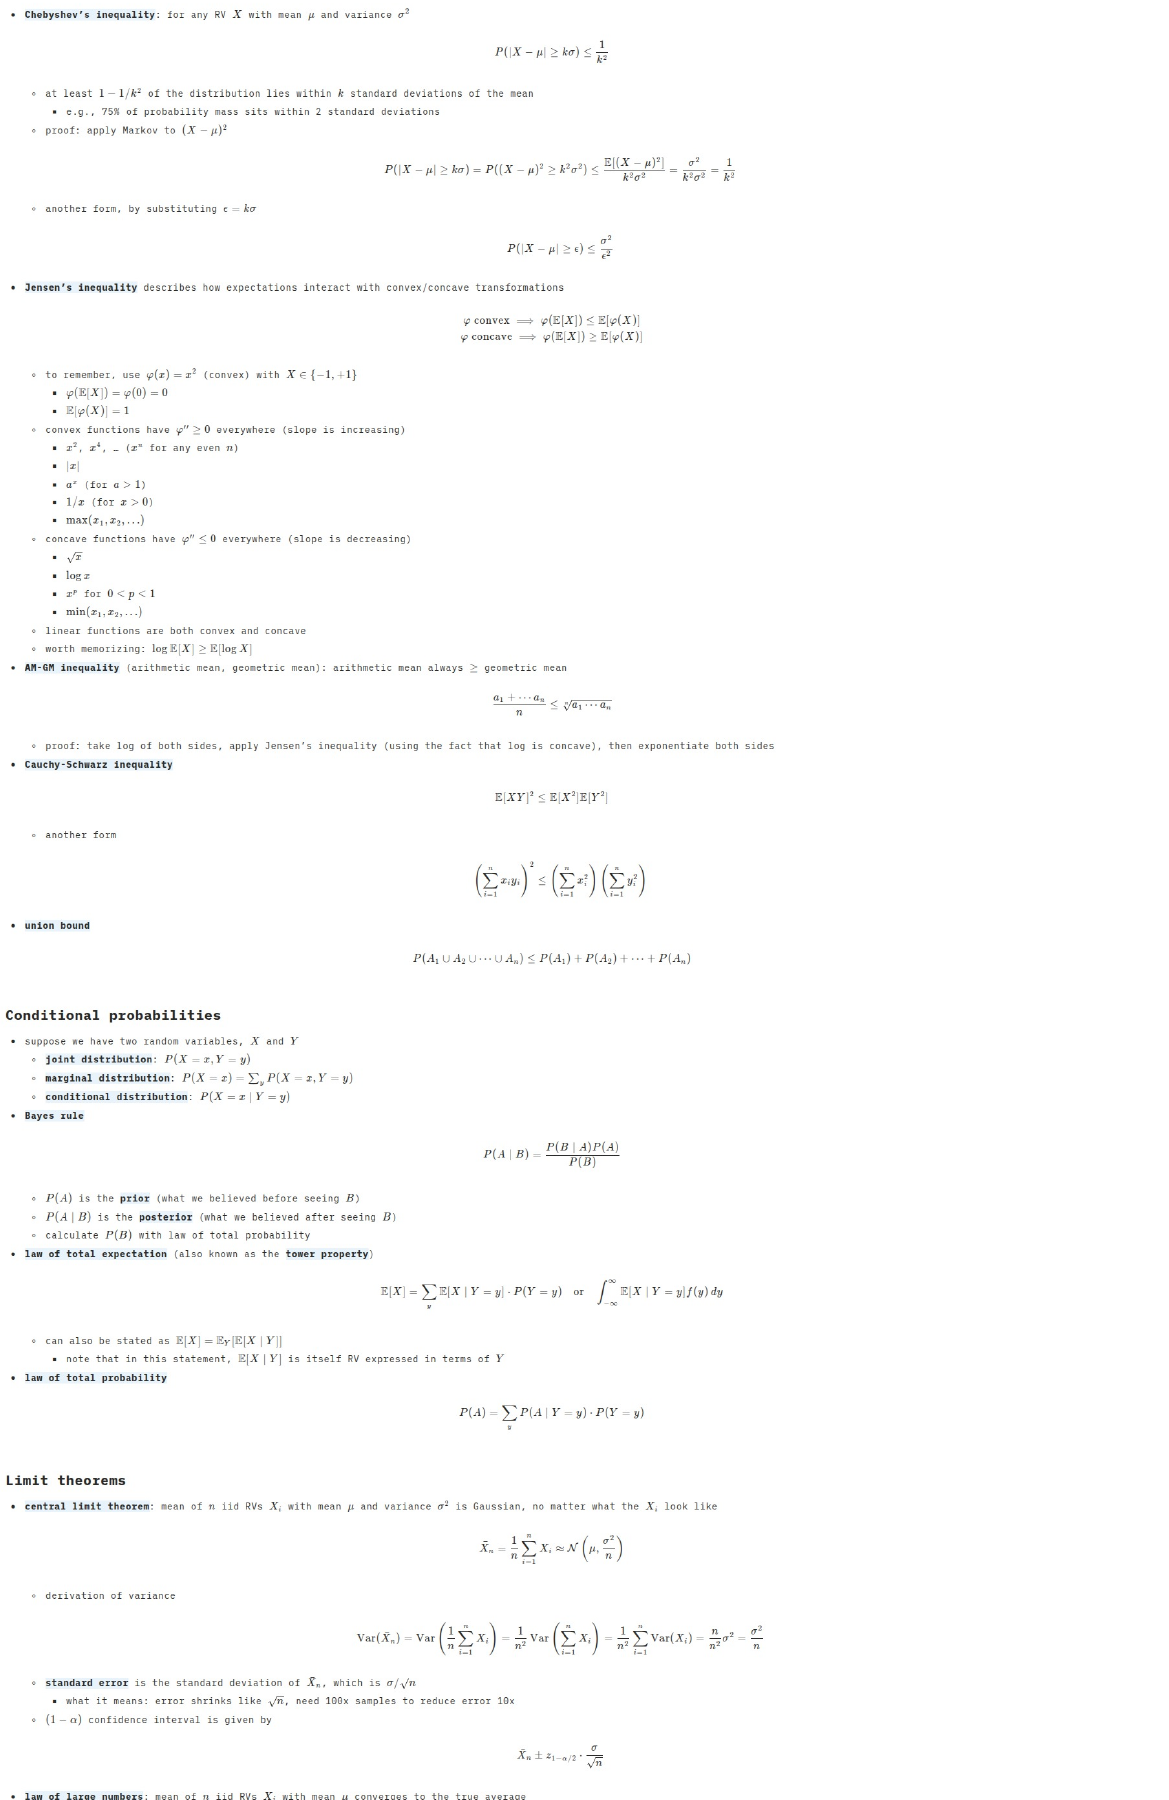 • Chebyshev's inequality: for any RV X with mean μ and variance σ²
P(|X − μ| ≥ kσ) ≤ 1/k²
◦ at least 1 − 1/k² of the distribution lies within k standard deviations of the mean
▪ e.g., 75% of probability mass sits within 2 standard deviations
◦ proof: apply Markov to (X − μ)²
P(|X − μ| ≥ kσ) = P((X − μ)² ≥ k²σ²) ≤ 𝔼[(X − μ)²]/k²σ² = σ²/k²σ² = 1/k²
◦ another form, by substituting ϵ = kσ
P(|X − μ| ≥ ϵ) ≤ σ²/ϵ²
• Jensen's inequality describes how expectations interact with convex/concave transformations
φ convex ⟹ φ(𝔼[X]) ≤ 𝔼[φ(X)]
φ concave ⟹ φ(𝔼[X]) ≥ 𝔼[φ(X)]
◦ to remember, use φ(x) = x² (convex) with X ∈ {−1, +1}
▪ φ(𝔼[X]) = φ(0) = 0
▪ 𝔼[φ(X)] = 1
◦ convex functions have φ″ ≥ 0 everywhere (slope is increasing)
▪ x², x⁴, … (xⁿ for any even n)
▪ |x|
▪ aˣ (for a > 1)
▪ 1/x (for x > 0)
▪ max(x₁, x₂, …)
◦ concave functions have φ″ ≤ 0 everywhere (slope is decreasing)
▪ √x
▪ log x
▪ xᵖ for 0 < p < 1
▪ min(x₁, x₂, …)
◦ linear functions are both convex and concave
◦ worth memorizing: log 𝔼[X] ≥ 𝔼[log X]
• AM-GM inequality (arithmetic mean, geometric mean): arithmetic mean always ≥ geometric mean
(a₁ + ⋯ aₙ)/n ≤ ⁿ√(a₁ ⋯ aₙ)
◦ proof: take log of both sides, apply Jensen's inequality (using the fact that log is concave), then exponentiate both sides
• Cauchy-Schwarz inequality
𝔼[XY]² ≤ 𝔼[X²]𝔼[Y²]
◦ another form
(∑ᵢ₌₁ⁿ xᵢyᵢ)² ≤ (∑ᵢ₌₁ⁿ xᵢ²) (∑ᵢ₌₁ⁿ yᵢ²)
• union bound
P(A₁ ∪ A₂ ∪ ⋯ ∪ Aₙ) ≤ P(A₁) + P(A₂) + ⋯ + P(Aₙ)
Conditional probabilities
• suppose we have two random variables, X and Y
◦ joint distribution: P(X = x, Y = y)
◦ marginal distribution: P(X = x) = ∑_y P(X = x, Y = y)
◦ conditional distribution: P(X = x | Y = y)
• Bayes rule
P(A | B) = P(B | A)P(A)/P(B)
◦ P(A) is the prior (what we believed before seeing B)
◦ P(A | B) is the posterior (what we believed after seeing B)
◦ calculate P(B) with law of total probability
• law of total expectation (also known as the tower property)
𝔼[X] = ∑_y 𝔼[X | Y = y] · P(Y = y) or ∫_{−∞}^{∞} 𝔼[X | Y = y]f(y) dy
◦ can also be stated as 𝔼[X] = 𝔼_Y[𝔼[X | Y]]
▪ note that in this statement, 𝔼[X | Y] is itself RV expressed in terms of Y
• law of total probability
P(A) = ∑_y P(A | Y = y) · P(Y = y)
Limit theorems
• central limit theorem: mean of n iid RVs Xᵢ with mean μ and variance σ² is Gaussian, no matter what the Xᵢ look like
X̄ₙ = 1/n ∑ᵢ₌₁ⁿ Xᵢ ≈ 𝒩(μ, σ²/n)
◦ derivation of variance
Var(X̄ₙ) = Var(1/n ∑ᵢ₌₁ⁿ Xᵢ) = 1/n² Var(∑ᵢ₌₁ⁿ Xᵢ) = 1/n² ∑ᵢ₌₁ⁿ Var(Xᵢ) = n/n² σ² = σ²/n
◦ standard error is the standard deviation of X̄ₙ, which is σ/√n
▪ what it means: error shrinks like √n, need 100x samples to reduce error 10x
◦ (1 − α) confidence interval is given by
X̄ₙ ± z_{1−α/2} · σ/√n
• law of large numbers: mean of n iid RVs Xᵢ with mean μ converges to the true average